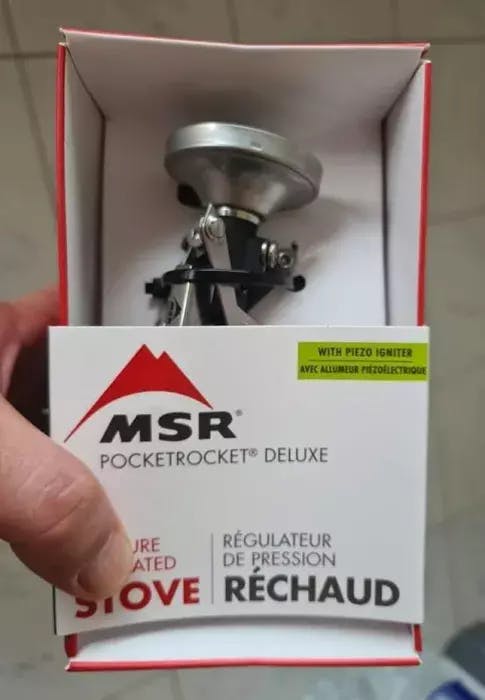 WITH PIEZO IGNITER
AVEC ALLUMEUR PIÉZOÉLECTRIQUE
MSR®
POCKETROCKET® DELUXE
URE
ATED
STOVE
RÉGULATEUR
DE PRESSION
RÉCHAUD